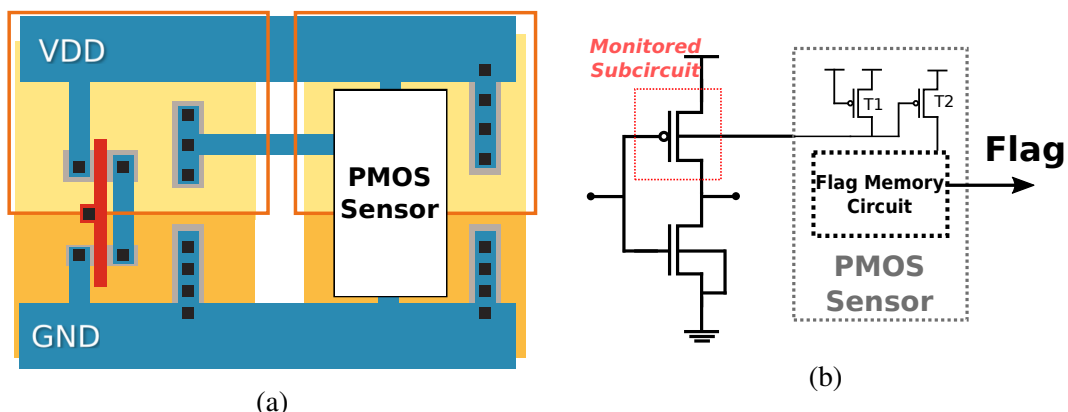 VDD
PMOS
Sensor
GND
(a)
Monitored
Subcircuit
T1
T2
Flag
Flag Memory
Circuit
PMOS
Sensor
(b)